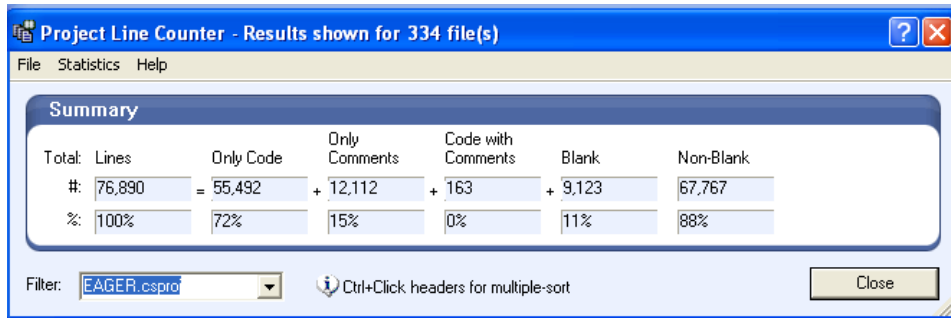 Project Line Counter - Results shown for 334 file(s)
File Statistics Help
Summary
Total: Lines Only Code Only Comments Code with Comments Blank Non-Blank
#: 76,890 = 55,492 + 12,112 + 163 + 9,123 67,767
%: 100% 72% 15% 0% 11% 88%
Filter: EAGER.csproj Ctrl+Click headers for multiple-sort Close